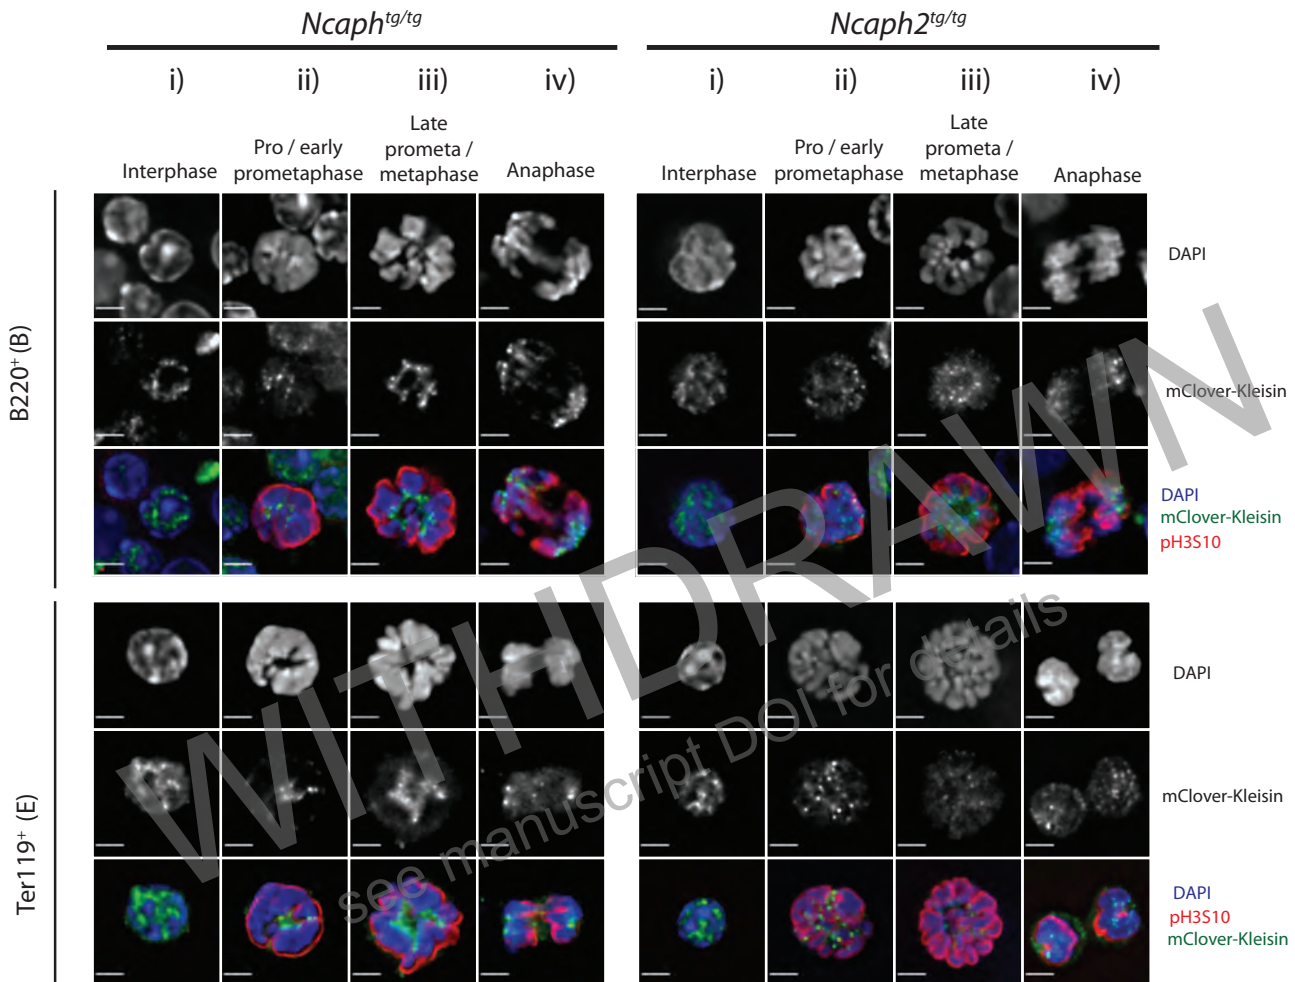 Ncaph^tg/tg Ncaph2^tg/tg
i) ii) iii) iv) i) ii) iii) iv)
Interphase
Pro / early
prometaphase
Late
prometa /
metaphase
Anaphase
Interphase
Pro / early
prometaphase
Late
prometa /
metaphase
Anaphase
B220⁺ (B)
DAPI
mClover-Kleisin
DAPI
mClover-Kleisin
pH3S10
Ter119⁺ (E)
DAPI
mClover-Kleisin
DAPI
pH3S10
mClover-Kleisin
WITHDRAWN
see manuscript DOI for details